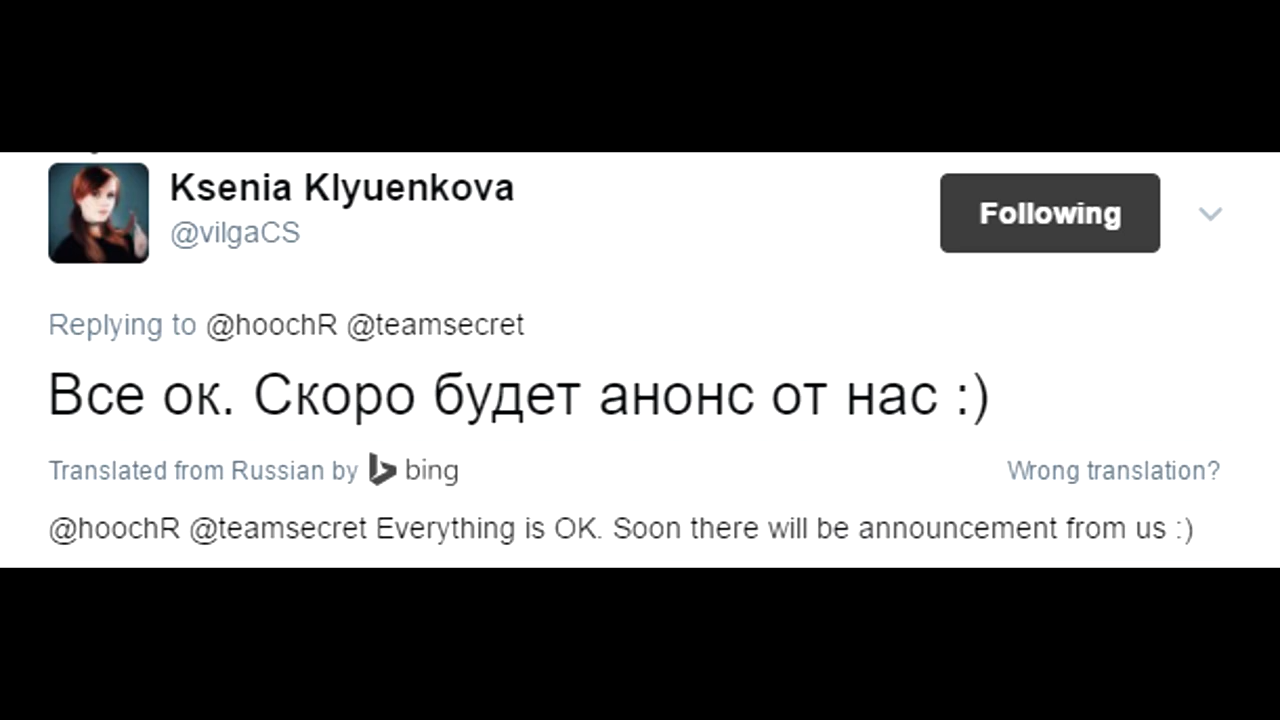 Ksenia Klyuenkova
@vilgaCS
Following
Replying to @hoochR @teamsecret
Все ок. Скоро будет анонс от нас :)
Translated from Russian by bing
Wrong translation?
@hoochR @teamsecret Everything is OK. Soon there will be announcement from us :)